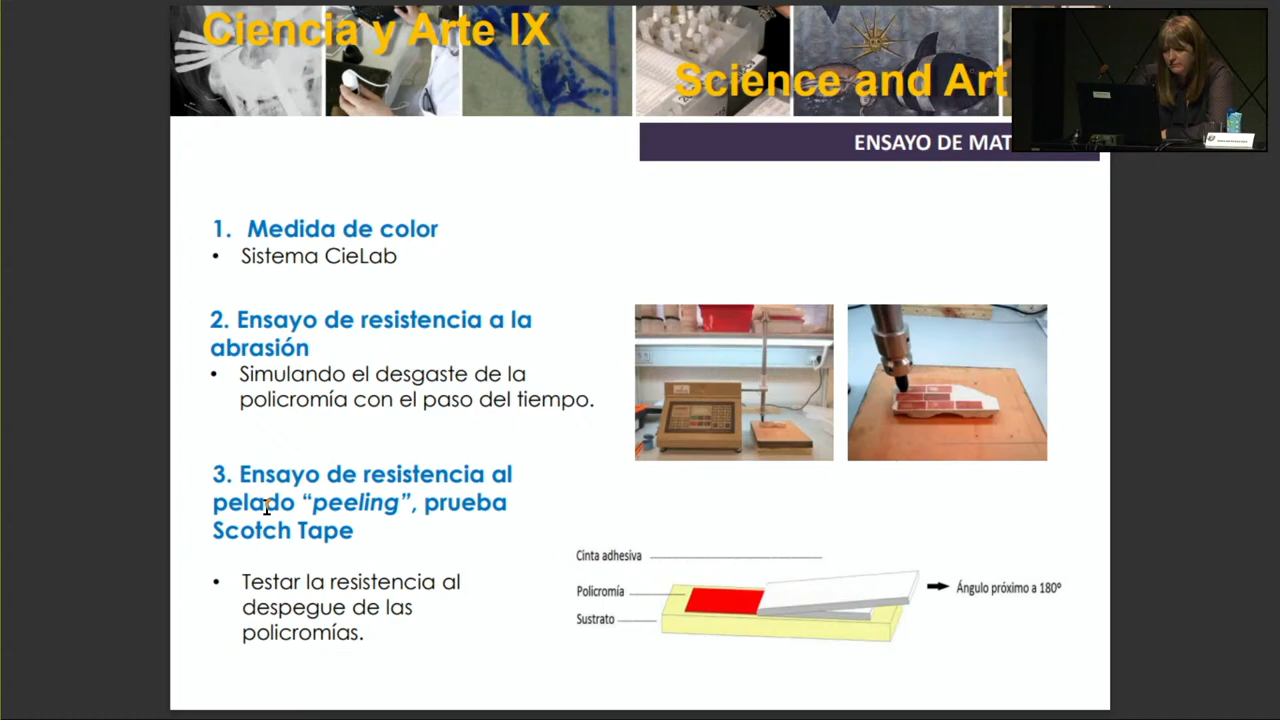 Ciencia y Arte IX
Science and Art
ENSAYO DE MAT
1. Medida de color
• Sistema CieLab
2. Ensayo de resistencia a la
abrasión
• Simulando el desgaste de la
policromía con el paso del tiempo.
3. Ensayo de resistencia al
pelado “peeling”, prueba
Scotch Tape
• Testar la resistencia al
despegue de las
policromías.
Cinta adhesiva
Policromía
Sustrato
Ángulo próximo a 180º